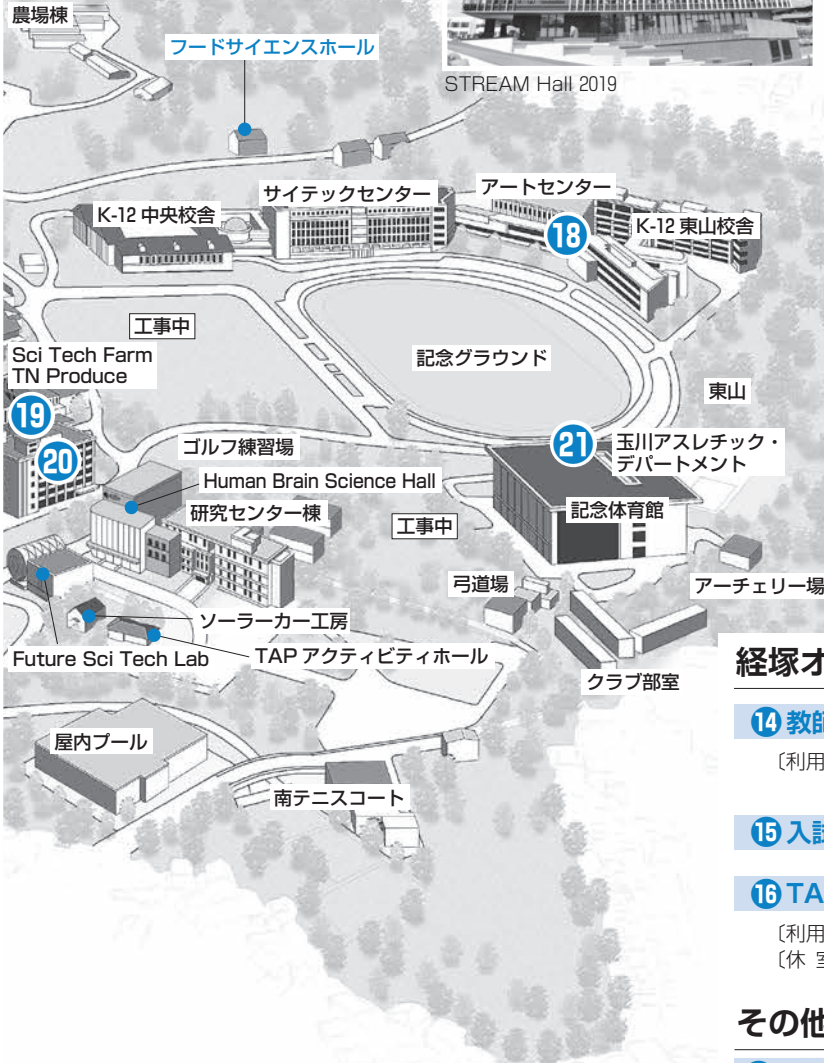 農場棟
フードサイエンスホール
STREAM Hall 2019
サイテックセンター
アートセンター
K-12 中央校舎
18
K-12 東山校舎
工事中
記念グラウンド
Sci Tech Farm
TN Produce
東山
19
20
ゴルフ練習場
21
玉川アスレチック・
デパートメント
Human Brain Science Hall
研究センター棟
工事中
記念体育館
弓道場
アーチェリー場
ソーラーカー工房
Future Sci Tech Lab
TAP アクティビティホール
クラブ部室
屋内プール
南テニスコート
経塚オ
14 教師
〔利用
15 入試
16 TA
〔利用
〔休 室
その他